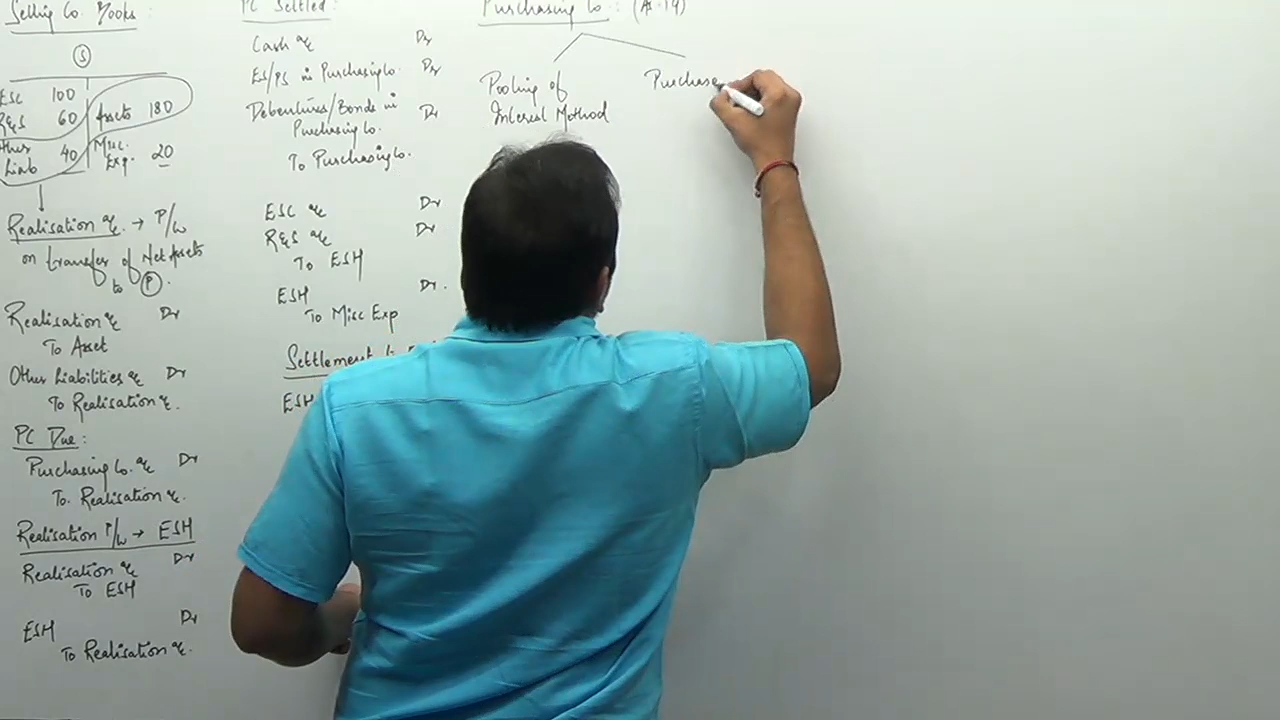 Selling Co. Books:
S
ESC 100
R&S 60 Assets 180
Other Liab 40 Misc. Exp. 20
Realisation a/c → P/L
on transfer of Net Assets
to P.
Realisation a/c Dr
To Asset
Other Liabilities a/c Dr
To Realisation a/c.
PC Due:
Purchasing Co. a/c Dr
To Realisation a/c.
Realisation P/L → ESH
Realisation a/c Dr
To ESH
ESH Dr
To Realisation a/c.
PC Settled:
Cash a/c Dr
ES/PS in Purchasing Co. Dr
Debentures/Bonds in Dr
Purchasing Co.
To Purchasing Co.
ESC a/c Dr
R&S a/c Dr
To ESH
ESH Dr.
To Misc Exp
Settlement to
ESH
Purchasing Co: (AS-14)
Pooling of
Interest Method
Purchase